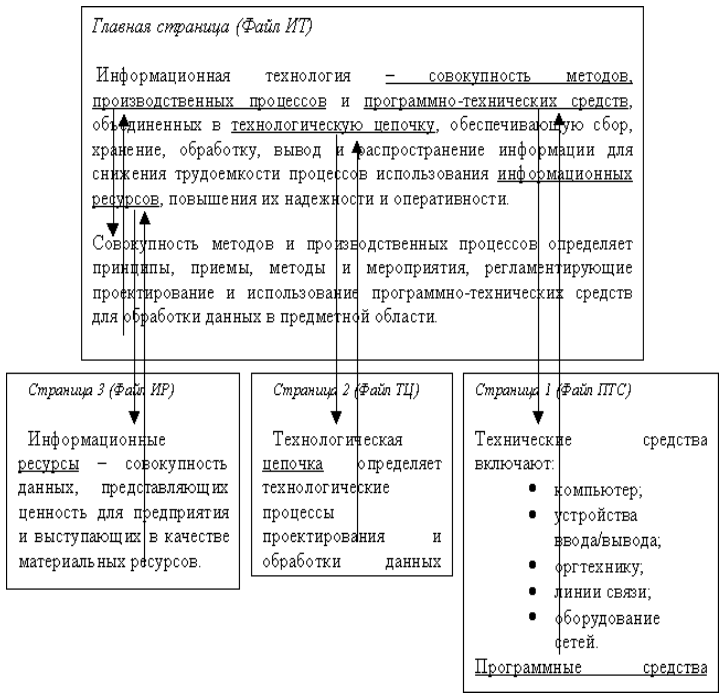 Главная страница (Файл ИТ)
Информационная технология – совокупность методов,
производственных процессов и программно-технических средств,
объединенных в технологическую цепочку, обеспечивающую сбор,
хранение, обработку, вывод и распространение информации для
снижения трудоемкости процессов использования информационных
ресурсов, повышения их надежности и оперативности.
Совокупность методов и производственных процессов определяет
принципы, приемы, методы и мероприятия, регламентирующие
проектирование и использование программно-технических средств
для обработки данных в предметной области.
Страница 3 (Файл ИР)
Информационные
ресурсы – совокупность
данных, представляющих
ценность для предприятия
и выступающих в качестве
материальных ресурсов.
Страница 2 (Файл ТЦ)
Технологическая
цепочка определяет
технологические
процессы
проектирования и
обработки данных
Страница 1 (Файл ПТС)
Технические средства
включают:
• компьютер;
• устройства
ввода/вывода;
• оргтехнику;
• линии связи;
• оборудование
сетей.
Программные средства